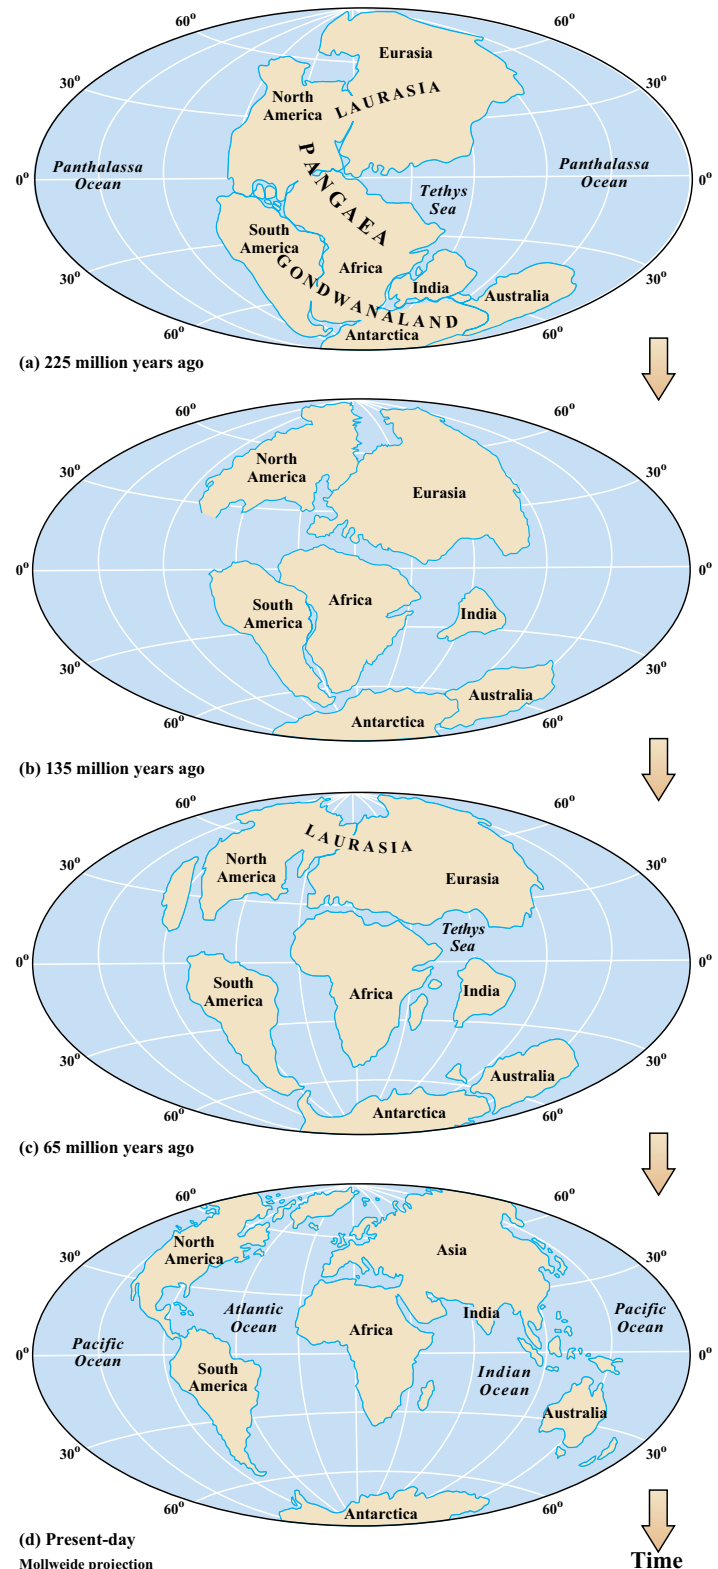 60°
60°
Eurasia
30°
30°
North
America
LAURASIA
PANGAEA
Panthalassa
Ocean
Panthalassa
Ocean
0°
0°
Tethys
Sea
South
America
Africa
GONDWANALAND
India
Australia
30°
30°
60°
60°
Antarctica
(a) 225 million years ago
60°
60°
North
America
30°
30°
Eurasia
0°
0°
Africa
South
America
India
30°
30°
Australia
60°
60°
Antarctica
(b) 135 million years ago
60°
60°
LAURASIA
North
America
30°
30°
Eurasia
Tethys
Sea
0°
0°
South
America
Africa
India
30°
30°
Australia
60°
60°
Antarctica
(c) 65 million years ago
60°
60°
North
America
Asia
30°
30°
Atlantic
Ocean
India
Pacific
Ocean
Africa
Pacific
Ocean
0°
0°
South
America
Indian
Ocean
Australia
30°
30°
60°
60°
Antarctica
(d) Present-day
Mollweide projection
Time